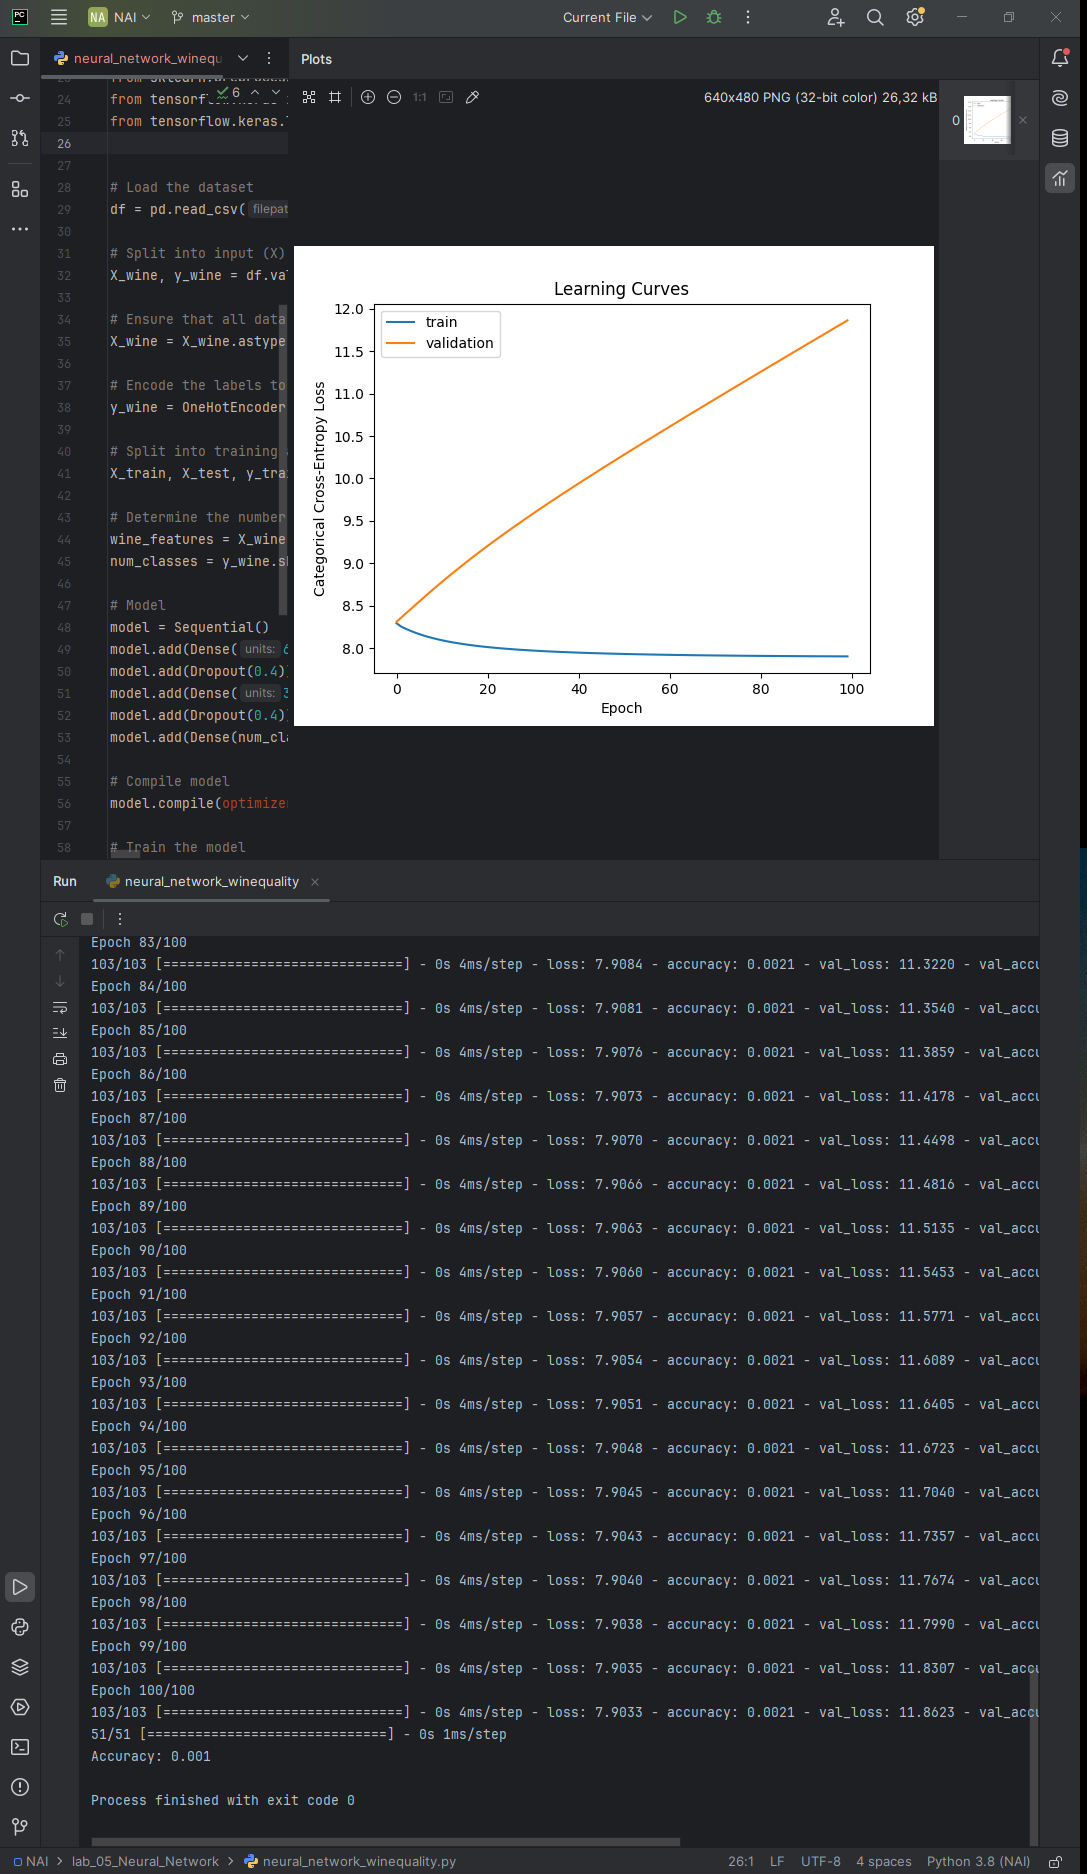 PC
NA NAI
master
Current File
neural_network_winequ
Plots
6
640x480 PNG (32-bit color) 26,32 kB
1:1
0
24 from tensor
25 from tensorflow.keras.
26
27
28 # Load the dataset
29 df = pd.read_csv( filepat
30
31 # Split into input (X)
32 X_wine, y_wine = df.va
33
34 # Ensure that all data
35 X_wine = X_wine.astype
36
37 # Encode the labels to
38 y_wine = OneHotEncoder
39
40 # Split into training
41 X_train, X_test, y_tra
42
43 # Determine the number
44 wine_features = X_wine
45 num_classes = y_wine.s
46
47 # Model
48 model = Sequential()
49 model.add(Dense( units: 6
50 model.add(Dropout(0.4)
51 model.add(Dense( units: 3
52 model.add(Dropout(0.4)
53 model.add(Dense(num_cl
54
55 # Compile model
56 model.compile(optimizer
57
58 # Train the model
Learning Curves
train
validation
12.0
11.5
11.0
10.5
10.0
9.5
9.0
8.5
8.0
Categorical Cross-Entropy Loss
0 20 40 60 80 100
Epoch
Run
neural_network_winequality
Epoch 83/100
103/103 [==============================] - 0s 4ms/step - loss: 7.9084 - accuracy: 0.0021 - val_loss: 11.3220 - val_accu
Epoch 84/100
103/103 [==============================] - 0s 4ms/step - loss: 7.9081 - accuracy: 0.0021 - val_loss: 11.3540 - val_accu
Epoch 85/100
103/103 [==============================] - 0s 4ms/step - loss: 7.9076 - accuracy: 0.0021 - val_loss: 11.3859 - val_accu
Epoch 86/100
103/103 [==============================] - 0s 4ms/step - loss: 7.9073 - accuracy: 0.0021 - val_loss: 11.4178 - val_accu
Epoch 87/100
103/103 [==============================] - 0s 4ms/step - loss: 7.9070 - accuracy: 0.0021 - val_loss: 11.4498 - val_accu
Epoch 88/100
103/103 [==============================] - 0s 4ms/step - loss: 7.9066 - accuracy: 0.0021 - val_loss: 11.4816 - val_accu
Epoch 89/100
103/103 [==============================] - 0s 4ms/step - loss: 7.9063 - accuracy: 0.0021 - val_loss: 11.5135 - val_accu
Epoch 90/100
103/103 [==============================] - 0s 4ms/step - loss: 7.9060 - accuracy: 0.0021 - val_loss: 11.5453 - val_accu
Epoch 91/100
103/103 [==============================] - 0s 4ms/step - loss: 7.9057 - accuracy: 0.0021 - val_loss: 11.5771 - val_accu
Epoch 92/100
103/103 [==============================] - 0s 4ms/step - loss: 7.9054 - accuracy: 0.0021 - val_loss: 11.6089 - val_accu
Epoch 93/100
103/103 [==============================] - 0s 4ms/step - loss: 7.9051 - accuracy: 0.0021 - val_loss: 11.6405 - val_accu
Epoch 94/100
103/103 [==============================] - 0s 4ms/step - loss: 7.9048 - accuracy: 0.0021 - val_loss: 11.6723 - val_accu
Epoch 95/100
103/103 [==============================] - 0s 4ms/step - loss: 7.9045 - accuracy: 0.0021 - val_loss: 11.7040 - val_accu
Epoch 96/100
103/103 [==============================] - 0s 4ms/step - loss: 7.9043 - accuracy: 0.0021 - val_loss: 11.7357 - val_accu
Epoch 97/100
103/103 [==============================] - 0s 4ms/step - loss: 7.9040 - accuracy: 0.0021 - val_loss: 11.7674 - val_accu
Epoch 98/100
103/103 [==============================] - 0s 4ms/step - loss: 7.9038 - accuracy: 0.0021 - val_loss: 11.7990 - val_accu
Epoch 99/100
103/103 [==============================] - 0s 4ms/step - loss: 7.9035 - accuracy: 0.0021 - val_loss: 11.8307 - val_accu
Epoch 100/100
103/103 [==============================] - 0s 4ms/step - loss: 7.9033 - accuracy: 0.0021 - val_loss: 11.8623 - val_accu
51/51 [==============================] - 0s 1ms/step
Accuracy: 0.001
Process finished with exit code 0
NAI > lab_05_Neural_Network > neural_network_winequality.py
26:1 LF UTF-8 4 spaces Python 3.8 (NAI)